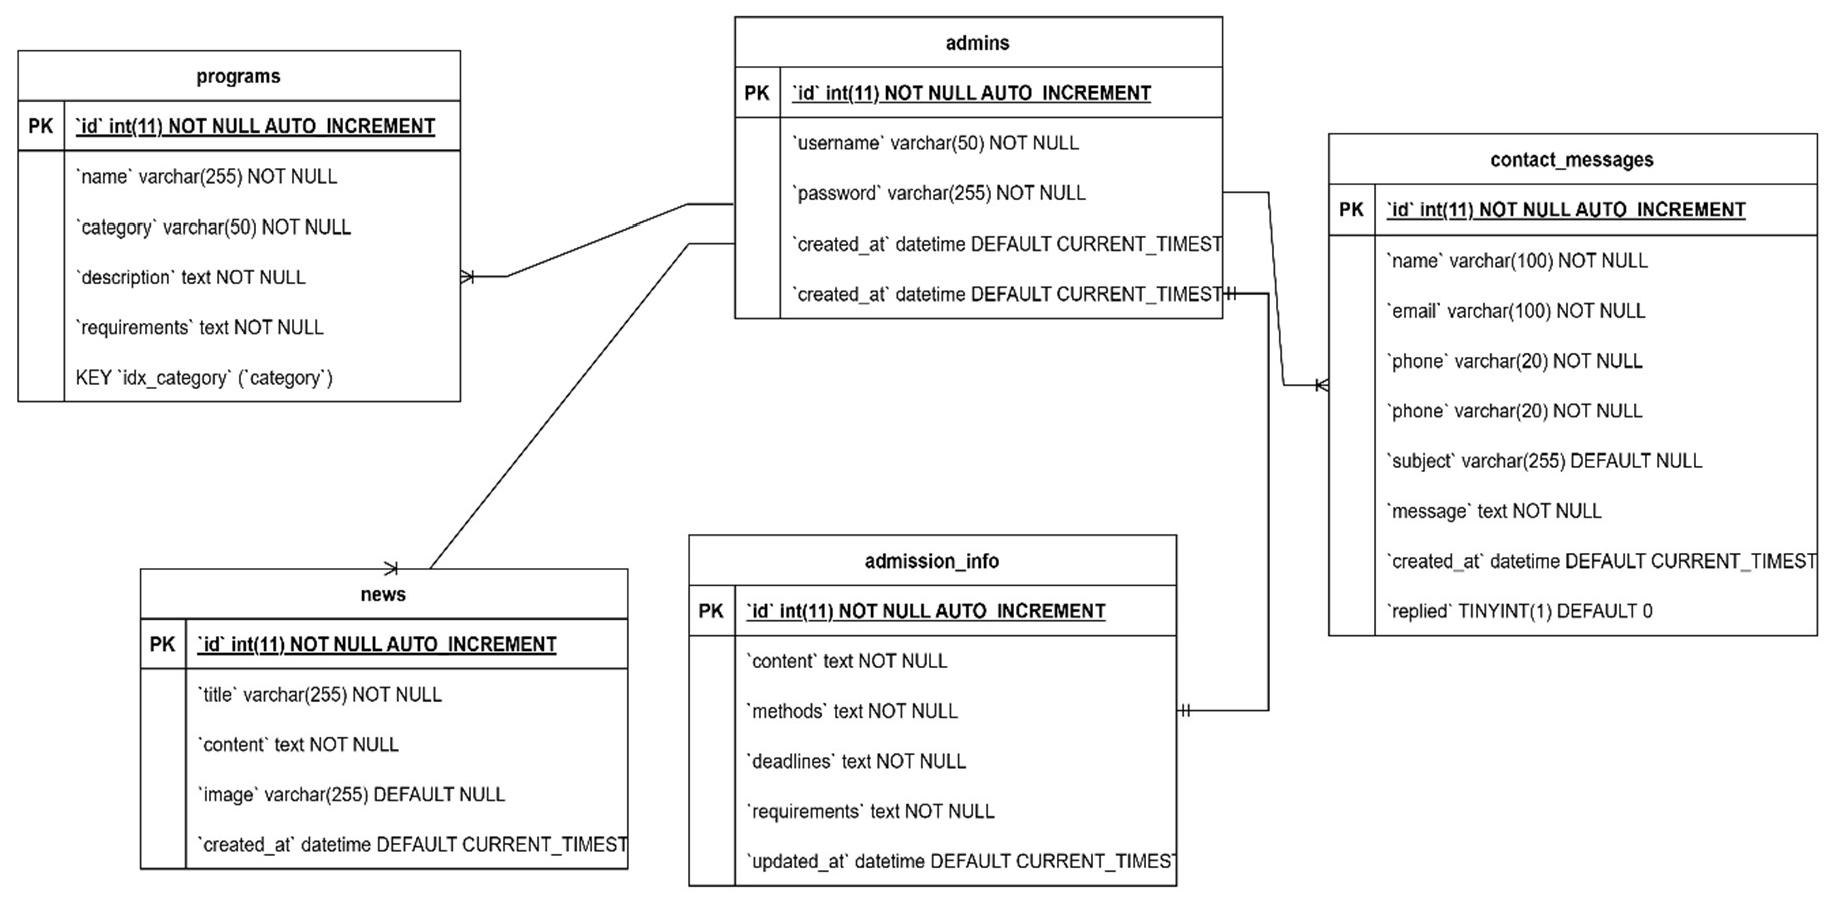 programs
PK `id` int(11) NOT NULL AUTO_INCREMENT
`name` varchar(255) NOT NULL
`category` varchar(50) NOT NULL
`description` text NOT NULL
`requirements` text NOT NULL
KEY `idx_category` (`category`)
admins
PK `id` int(11) NOT NULL AUTO_INCREMENT
`username` varchar(50) NOT NULL
`password` varchar(255) NOT NULL
`created_at` datetime DEFAULT CURRENT_TIMEST
`created_at` datetime DEFAULT CURRENT_TIMEST
contact_messages
PK `id` int(11) NOT NULL AUTO_INCREMENT
`name` varchar(100) NOT NULL
`email` varchar(100) NOT NULL
`phone` varchar(20) NOT NULL
`phone` varchar(20) NOT NULL
`subject` varchar(255) DEFAULT NULL
`message` text NOT NULL
`created_at` datetime DEFAULT CURRENT_TIMEST
`replied` TINYINT(1) DEFAULT 0
news
PK `id` int(11) NOT NULL AUTO_INCREMENT
`title` varchar(255) NOT NULL
`content` text NOT NULL
`image` varchar(255) DEFAULT NULL
`created_at` datetime DEFAULT CURRENT_TIMEST
admission_info
PK `id` int(11) NOT NULL AUTO_INCREMENT
`content` text NOT NULL
`methods` text NOT NULL
`deadlines` text NOT NULL
`requirements` text NOT NULL
`updated_at` datetime DEFAULT CURRENT_TIMEST